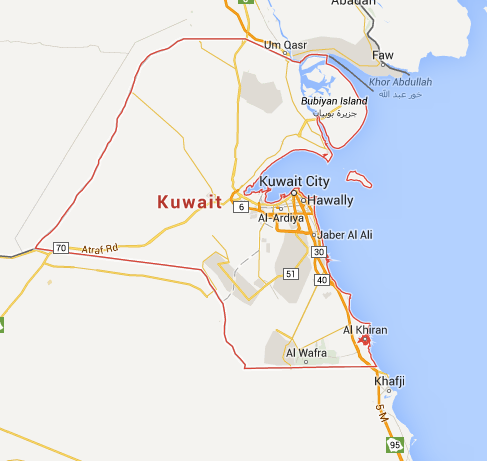 Abadan
Um Qasr
Faw
Khor Abdullah
خور عبد الله
Bubiyan Island
جزيرة بوبيان
Kuwait City
Kuwait
Hawally
6
Al-Ardiya
Jaber Al Ali
70
Atraf Rd
30
51
40
Al Khiran
Al Wafra
Khafji
5-M
95